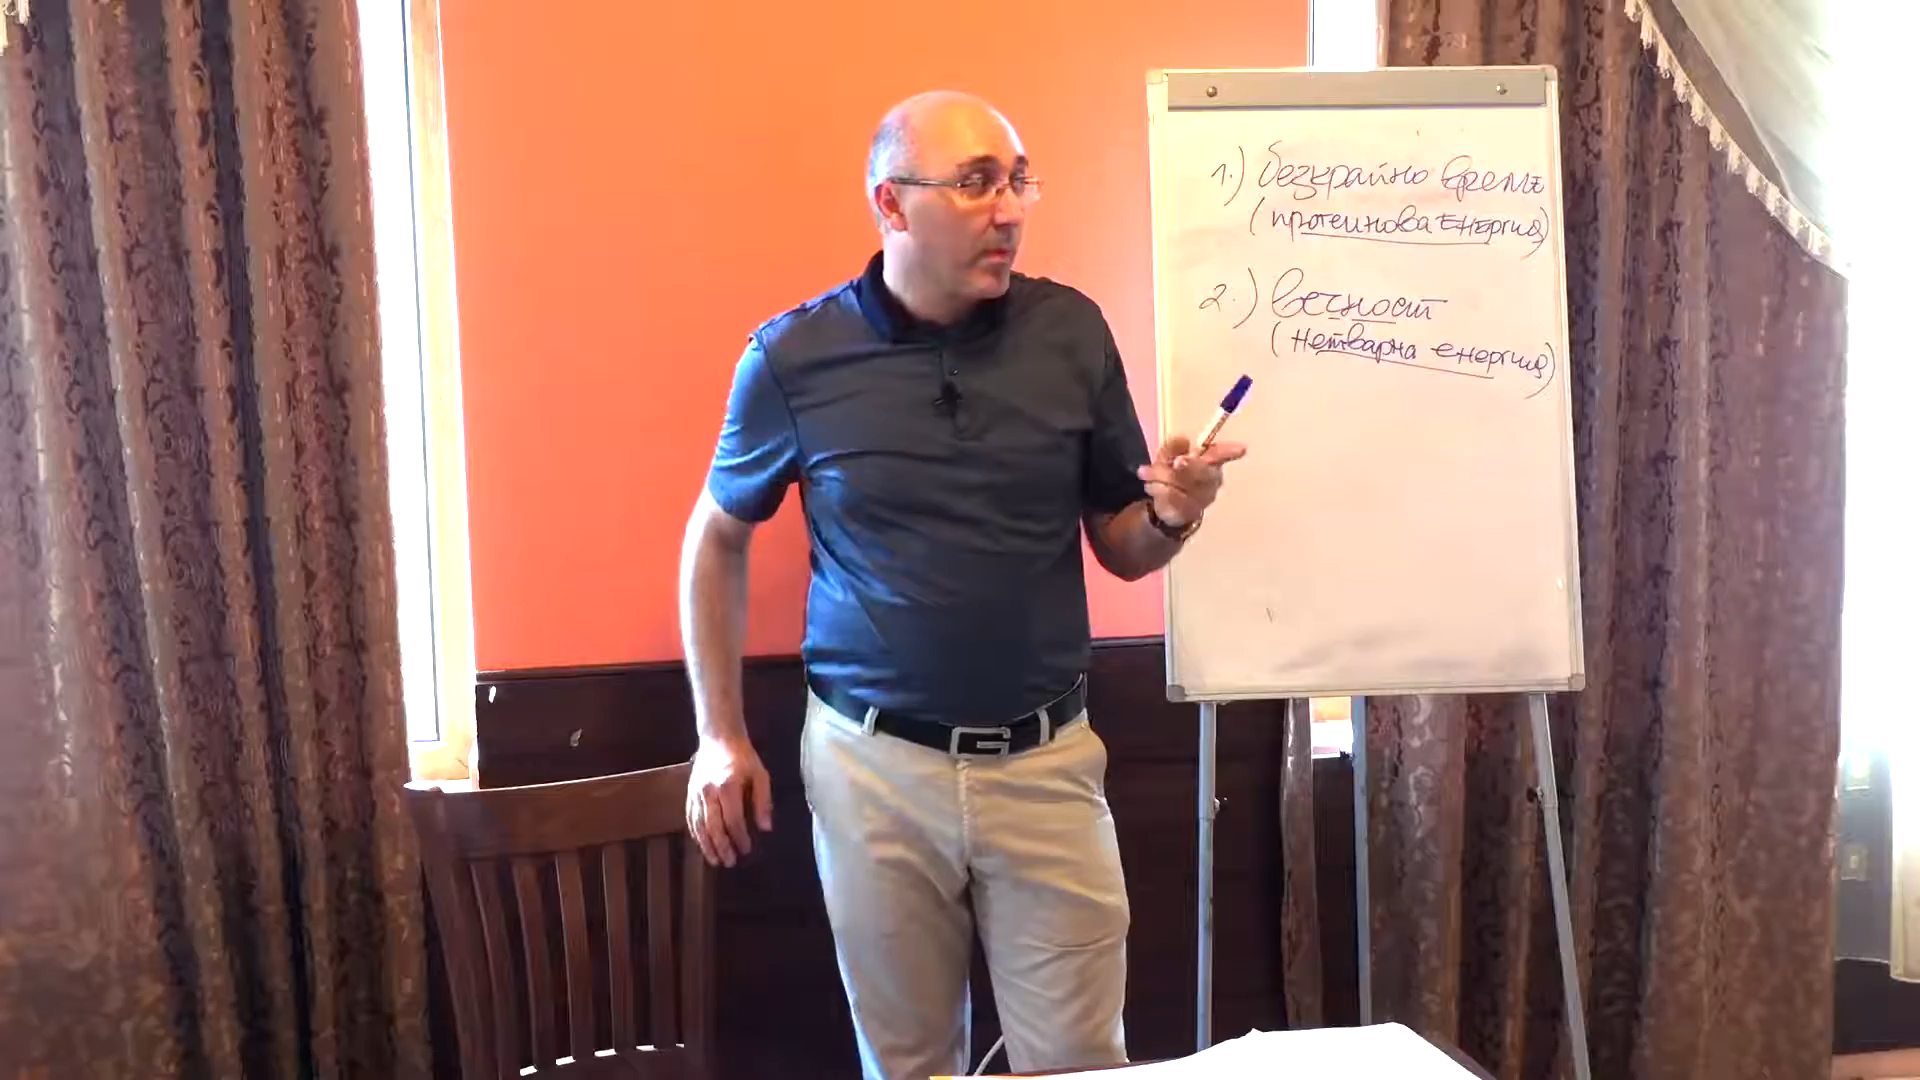 1.) безкрайно време
(протеинова енергия)
2.) вечност
(нетварна енергия)